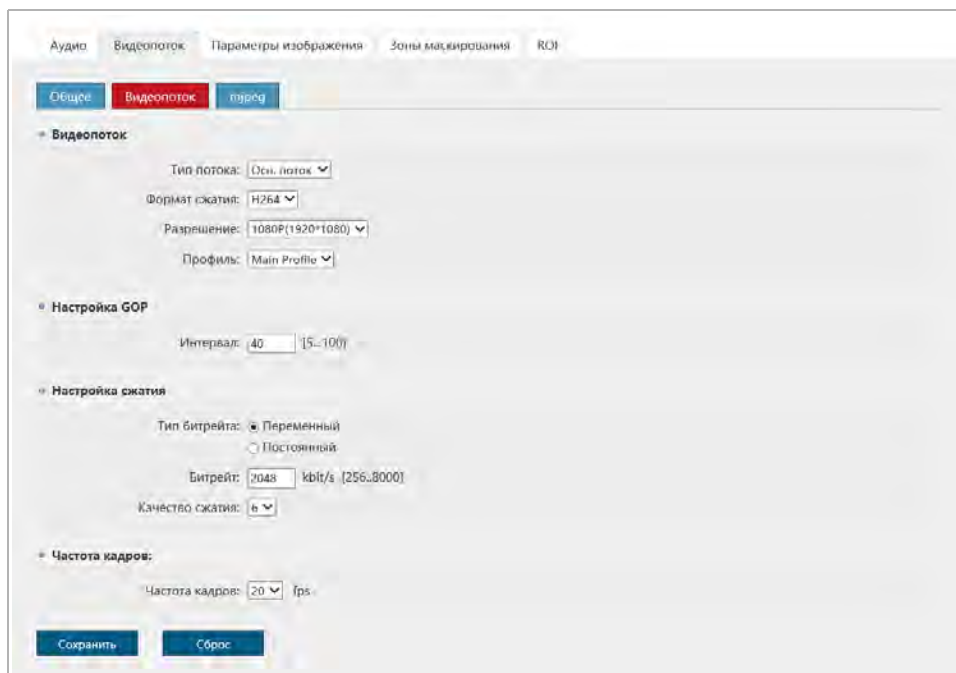 Аудио Видеопоток Параметры изображения Зоны маскирования ROI
Общее Видеопоток mjpeg
Видеопоток
Тип потока: Осн. поток
Формат сжатия: H264
Разрешение: 1080P(1920*1080)
Профиль: Main Profile
Настройка GOP
Интервал: 40 [5..100]
Настройка сжатия
Тип битрейта: Переменный
Постоянный
Битрейт: 2048 kbit/s [256..8000]
Качество сжатия: 6
Частота кадров:
Частота кадров: 20 fps
Сохранить Сброс